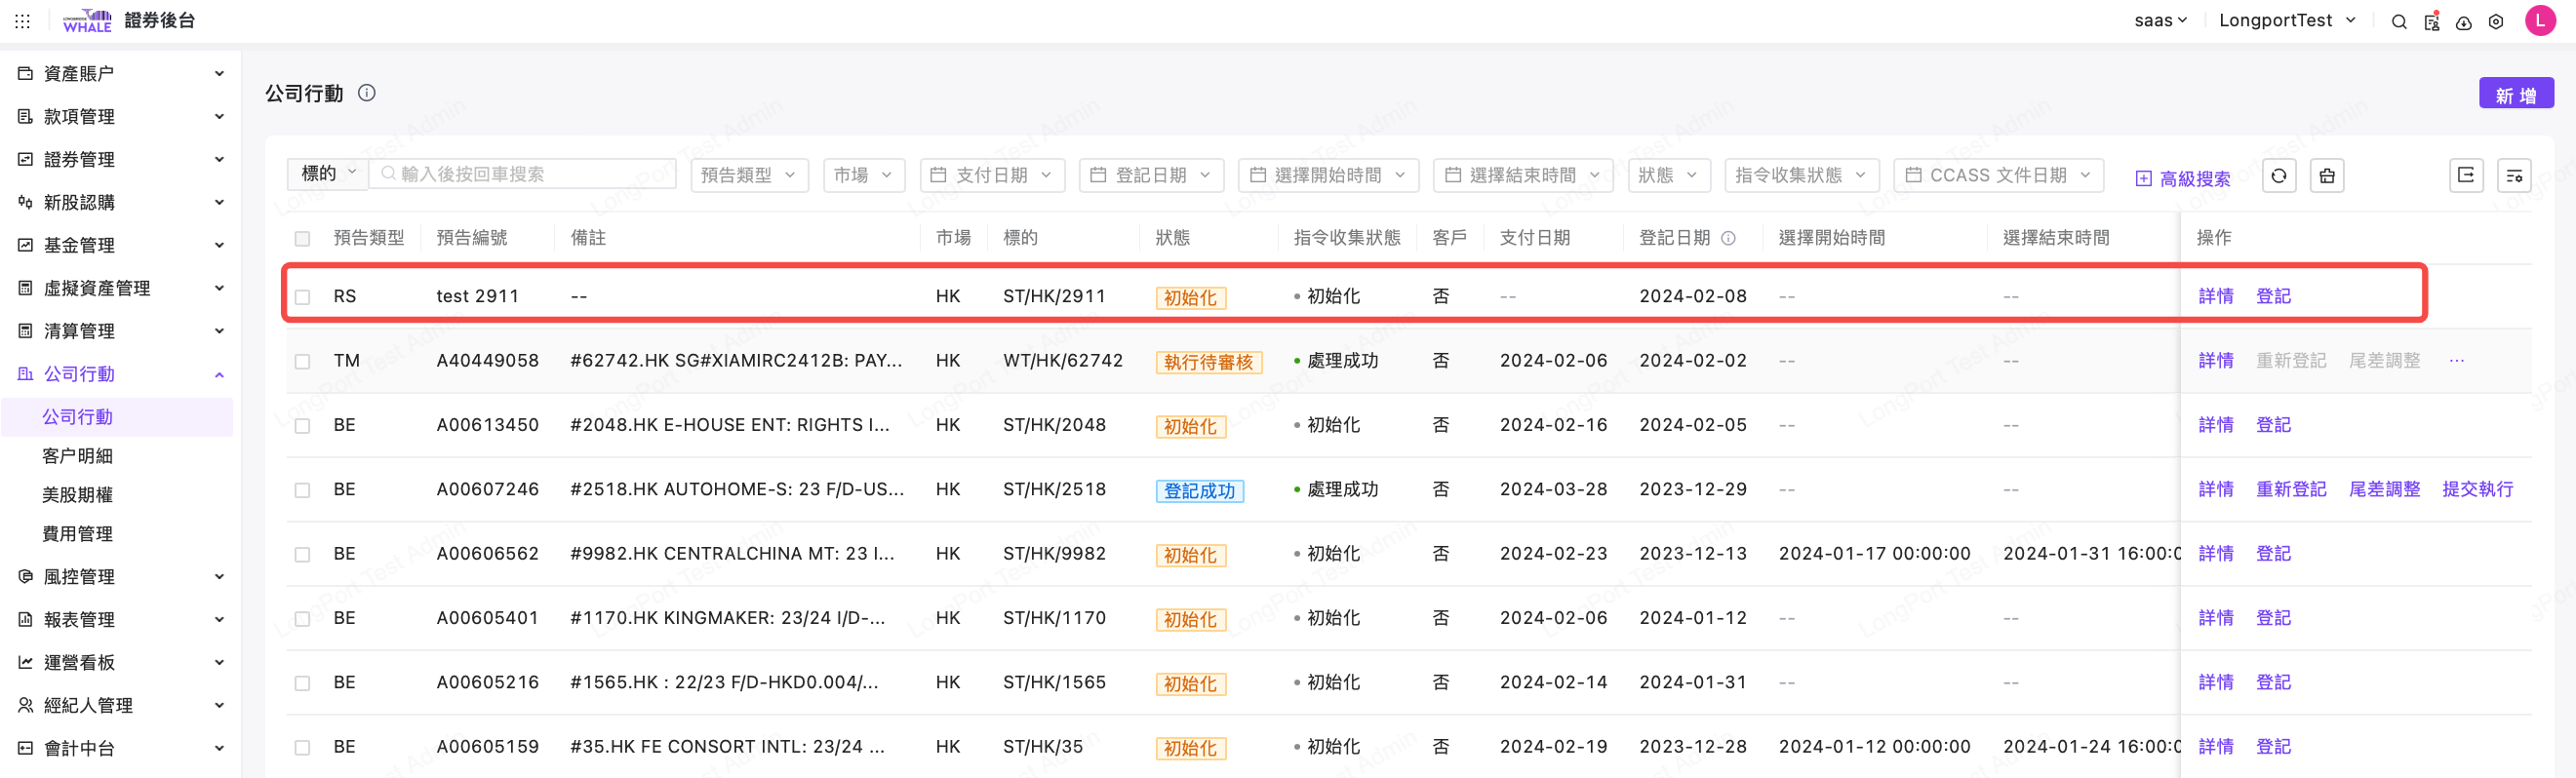 LONGBRIDGE WHALE 證券後台 saas LongportTest L
資產賬户
款項管理
證券管理
新股認購
基金管理
虛擬資產管理
清算管理
公司行動
公司行動
客户明細
美股期權
費用管理
風控管理
報表管理
運營看板
經紀人管理
會計中台
公司行動 新 增
標的 輸入後按回車搜索 預告類型 市場 支付日期 登記日期 選擇開始時間 選擇結束時間 狀態 指令收集狀態 CCASS 文件日期 高級搜索
預告類型 預告編號 備註 市場 標的 狀態 指令收集狀態 客戶 支付日期 登記日期 選擇開始時間 選擇結束時間 操作
RS test 2911 -- HK ST/HK/2911 初始化 初始化 否 -- 2024-02-08 -- -- 詳情 登記
TM A40449058 #62742.HK SG#XIAMIRC2412B: PAY... HK WT/HK/62742 執行待審核 處理成功 否 2024-02-06 2024-02-02 -- -- 詳情 重新登記 尾差調整 ...
BE A00613450 #2048.HK E-HOUSE ENT: RIGHTS I... HK ST/HK/2048 初始化 初始化 否 2024-02-16 2024-02-05 -- -- 詳情 登記
BE A00607246 #2518.HK AUTOHOME-S: 23 F/D-US... HK ST/HK/2518 登記成功 處理成功 否 2024-03-28 2023-12-29 -- -- 詳情 重新登記 尾差調整 提交執行
BE A00606562 #9982.HK CENTRALCHINA MT: 23 I... HK ST/HK/9982 初始化 初始化 否 2024-02-23 2023-12-13 2024-01-17 00:00:00 2024-01-31 16:00:0 詳情 登記
BE A00605401 #1170.HK KINGMAKER: 23/24 I/D-... HK ST/HK/1170 初始化 初始化 否 2024-02-06 2024-01-12 -- -- 詳情 登記
BE A00605216 #1565.HK : 22/23 F/D-HKD0.004/... HK ST/HK/1565 初始化 初始化 否 2024-02-14 2024-01-31 -- -- 詳情 登記
BE A00605159 #35.HK FE CONSORT INTL: 23/24 ... HK ST/HK/35 初始化 初始化 否 2024-02-19 2023-12-28 2024-01-12 00:00:00 2024-01-24 16:00:0 詳情 登記
LongPort Test Admin